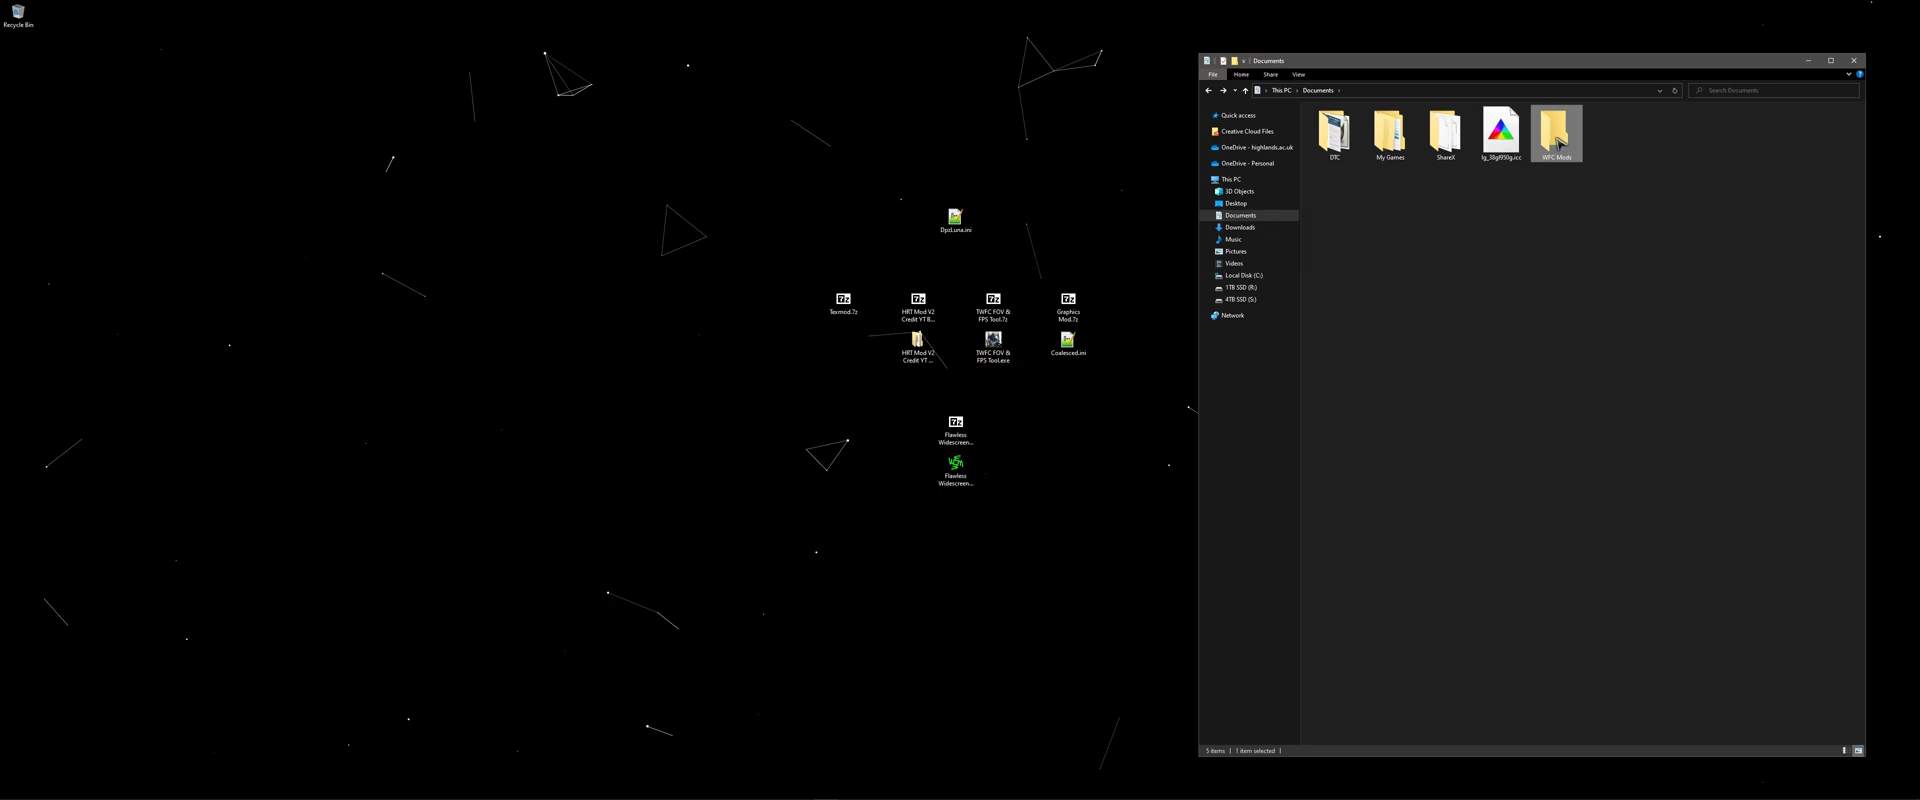 Recycle Bin
DpzLuna.ini
Texmod.7z
HRT Mod V2
Credit YT B...
TWFC FOV &
FPS Tool.7z
Graphics
Mod.7z
HRT Mod V2
Credit YT ...
TWFC FOV &
FPS Tool.exe
Coalesced.ini
Flawless
Widescreen...
Flawless
Widescreen...
Documents
File Home Share View
This PC Documents
Search Documents
Quick access
Creative Cloud Files
OneDrive - highlands.ac.uk
OneDrive - Personal
This PC
3D Objects
Desktop
Documents
Downloads
Music
Pictures
Videos
Local Disk (C:)
1TB SSD (R:)
4TB SSD (S:)
Network
DTC
My Games
ShareX
lg_38gl950g.icc
WFC Mods
5 items 1 item selected